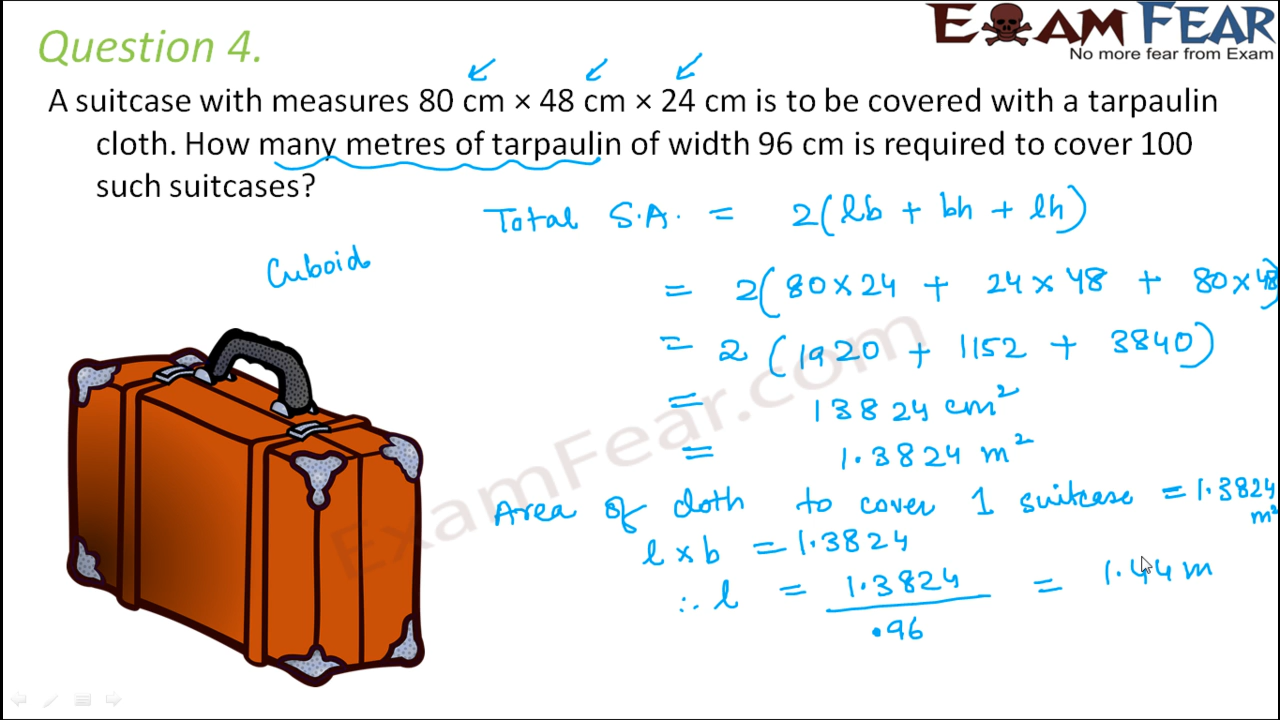 Question 4.
EXAM FEAR
No more fear from Exam
A suitcase with measures 80 cm × 48 cm × 24 cm is to be covered with a tarpaulin
cloth. How many metres of tarpaulin of width 96 cm is required to cover 100
such suitcases?
Total S.A. = 2(lb + bh + lh)
Cuboid
= 2(80×24 + 24×48 + 80×48)
= 2 (1920 + 1152 + 3840)
= 13824 cm²
= 1.3824 m²
Area of cloth to cover 1 suitcase = 1.3824 m²
l × b = 1.3824
∴ l = 1.3824 / .96 = 1.44 m
ExamFear.com